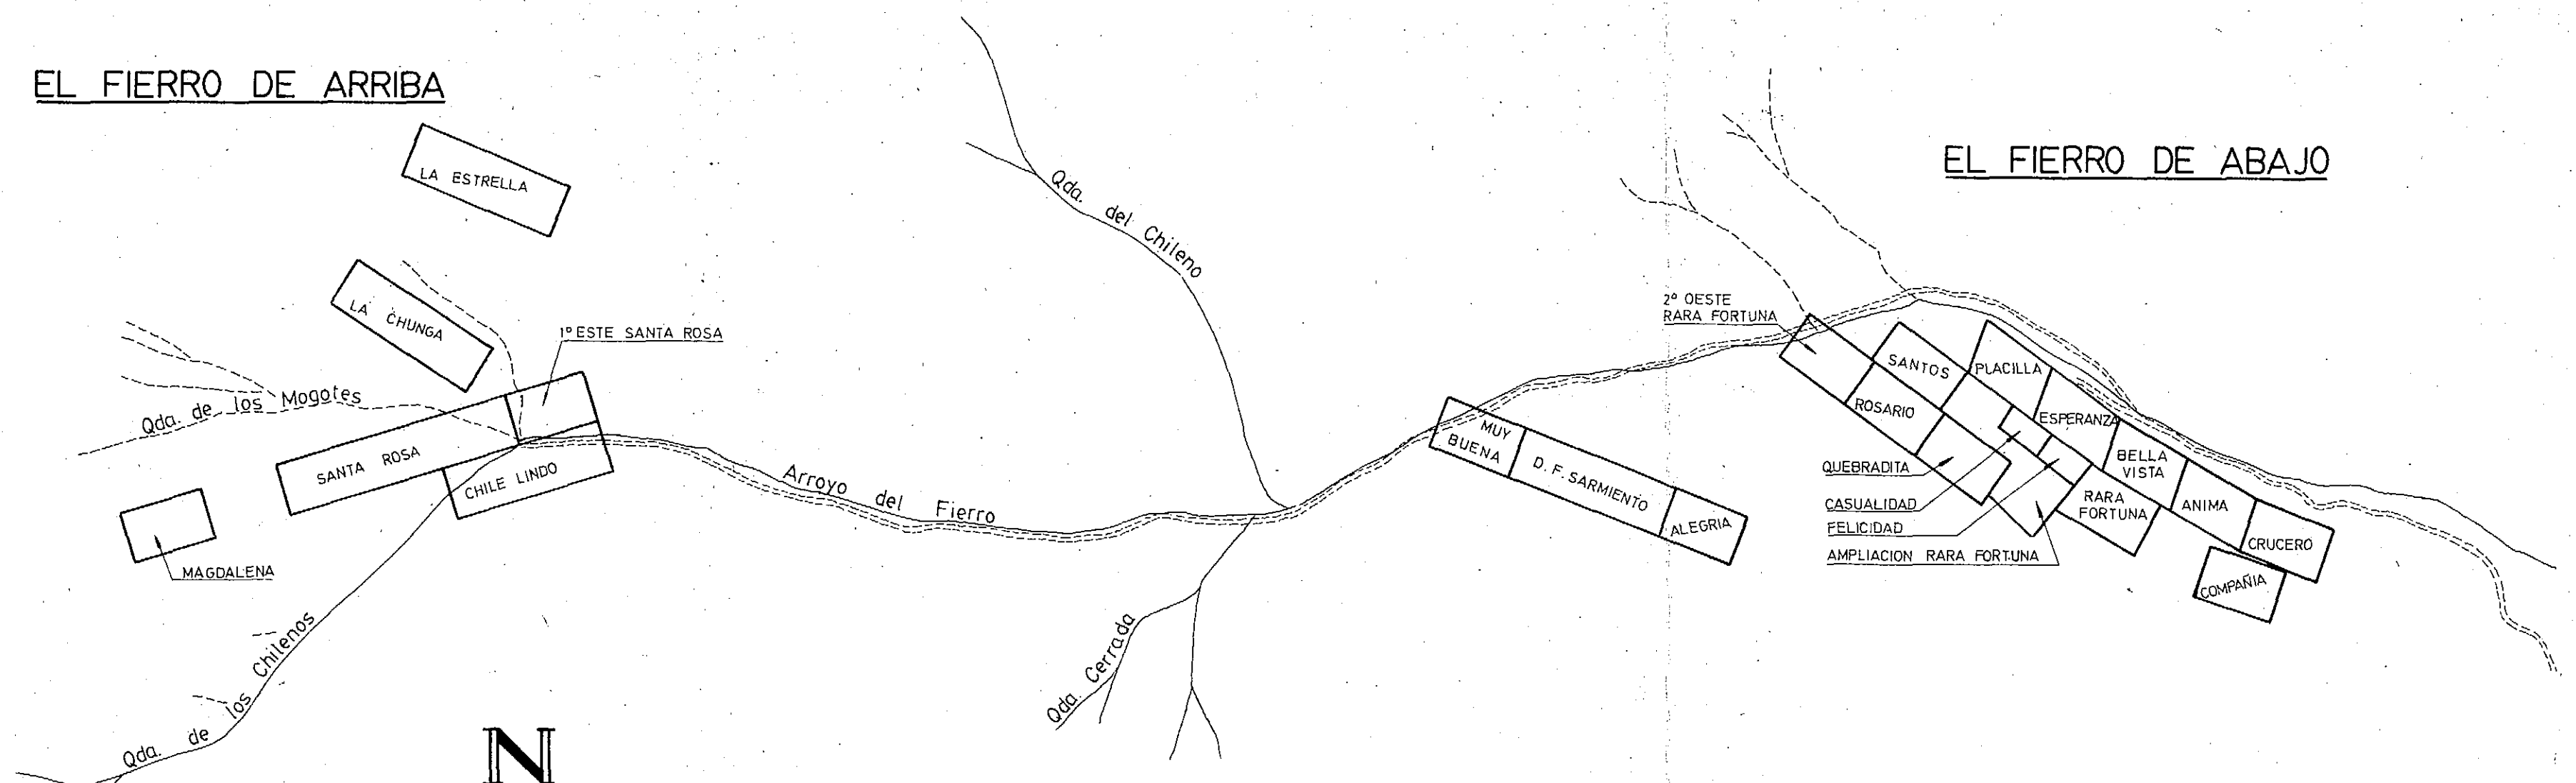 EL FIERRO DE ARRIBA
LA ESTRELLA
LA CHUNGA
1º ESTE SANTA ROSA
Qda. de los Mogotes
SANTA ROSA
CHILE LINDO
MAGDALENA
Qda. de los Chilenos
N
Arroyo del Fierro
Qda. del Chileno
Qda. Cerrada
EL FIERRO DE ABAJO
MUY
BUENA
D. F. SARMIENTO
ALEGRIA
2º OESTE
RARA FORTUNA
SANTOS
PLACILLA
ROSARIO
ESPERANZA
QUEBRADITA
CASUALIDAD
FELICIDAD
AMPLIACION RARA FORTUNA
BELLA
VISTA
RARA
FORTUNA
ANIMA
CRUCERO
COMPAÑIA